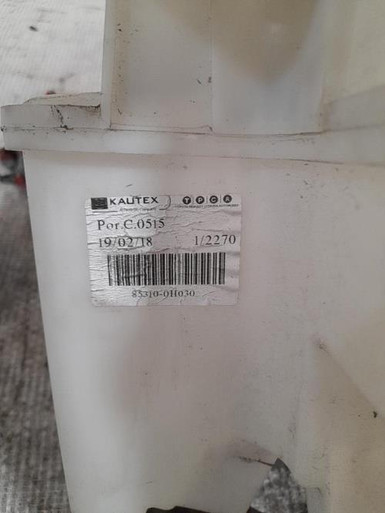 KAUTEX TPCA
Por.C.0515
19/02/18 1/2270
85310-0H030